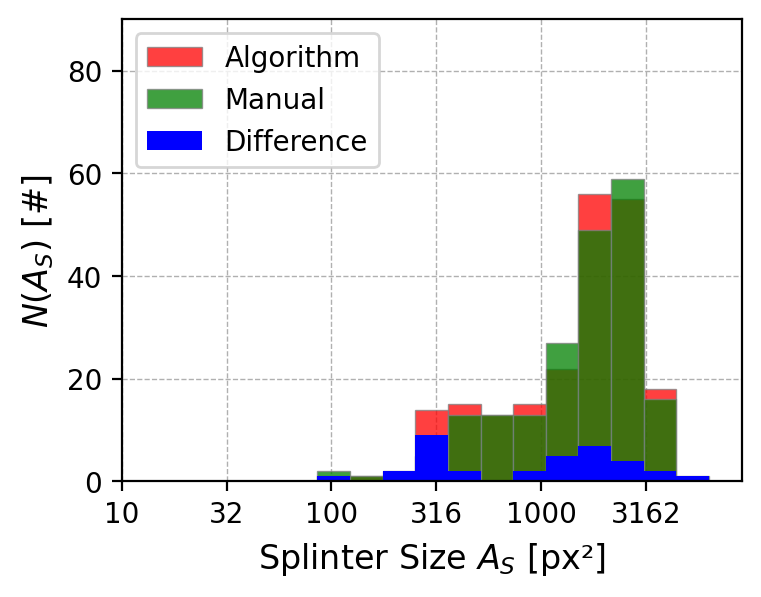 Algorithm
Manual
Difference
80
60
40
20
0
N(A_S) [#]
10 32 100 316 1000 3162
Splinter Size A_S [px²]